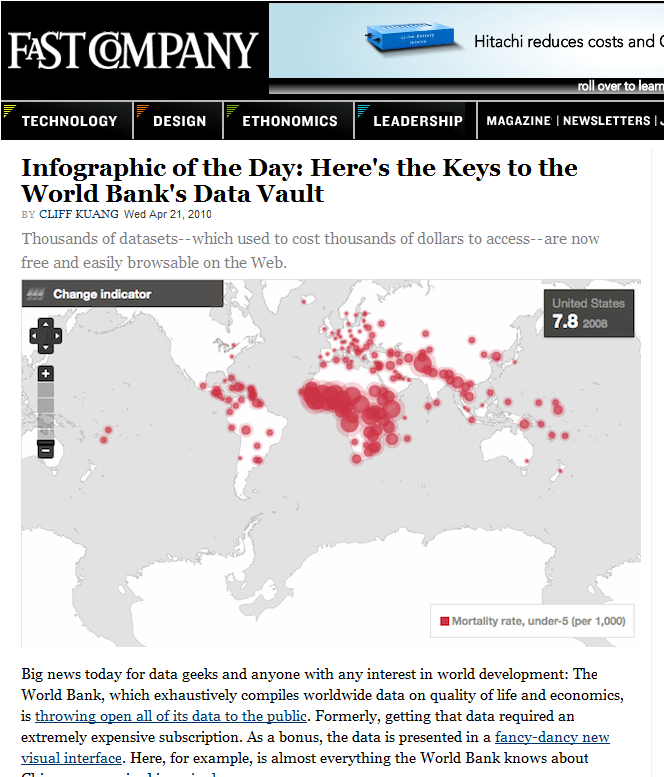 FAST COMPANY
Li-ion Battery
Hitachi reduces costs and
roll over to learn
TECHNOLOGY
DESIGN
ETHONOMICS
LEADERSHIP
MAGAZINE | NEWSLETTERS |
Infographic of the Day: Here's the Keys to the
World Bank's Data Vault
BY CLIFF KUANG Wed Apr 21, 2010
Thousands of datasets--which used to cost thousands of dollars to access--are now
free and easily browsable on the Web.
Change indicator
United States
7.8 2008
Mortality rate, under-5 (per 1,000)
Big news today for data geeks and anyone with any interest in world development: The
World Bank, which exhaustively compiles worldwide data on quality of life and economics,
is throwing open all of its data to the public. Formerly, getting that data required an
extremely expensive subscription. As a bonus, the data is presented in a fancy-dancy new
visual interface. Here, for example, is almost everything the World Bank knows about